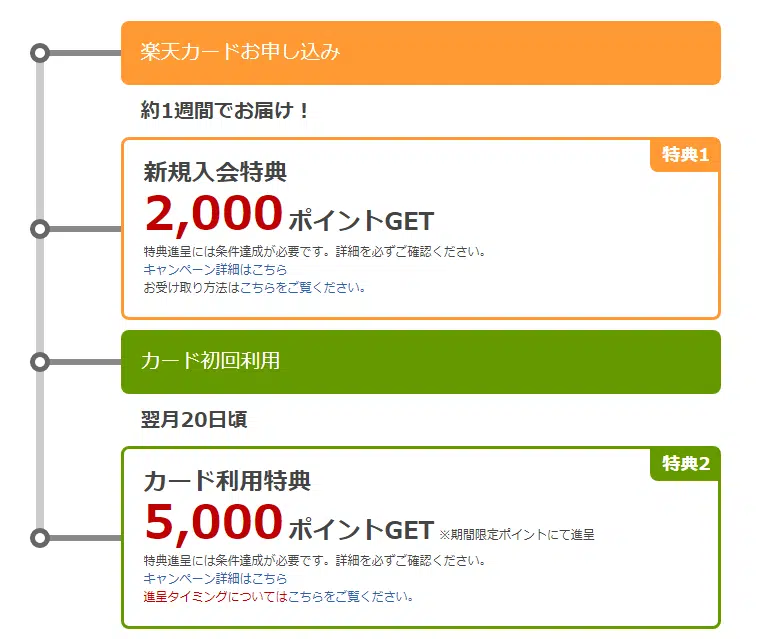 楽天カードお申し込み
約1週間でお届け！
特典1
新規入会特典
2,000 ポイントGET
特典進呈には条件達成が必要です。詳細を必ずご確認ください。
キャンペーン詳細はこちら
お受け取り方法はこちらをご覧ください。
カード初回利用
翌月20日頃
特典2
カード利用特典
5,000 ポイントGET ※期間限定ポイントにて進呈
特典進呈には条件達成が必要です。詳細を必ずご確認ください。
キャンペーン詳細はこちら
進呈タイミングについてはこちらをご覧ください。